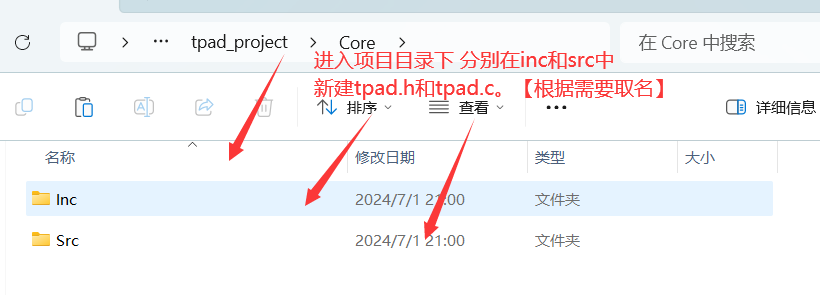 tpad_project
Core
在 Core 中搜索
进入项目目录下 分别在inc和src中
新建tpad.h和tpad.c。【根据需要取名】
排序
查看
详细信息
名称
修改日期
类型
大小
Inc
2024/7/1 21:00
文件夹
Src
2024/7/1 21:00
文件夹